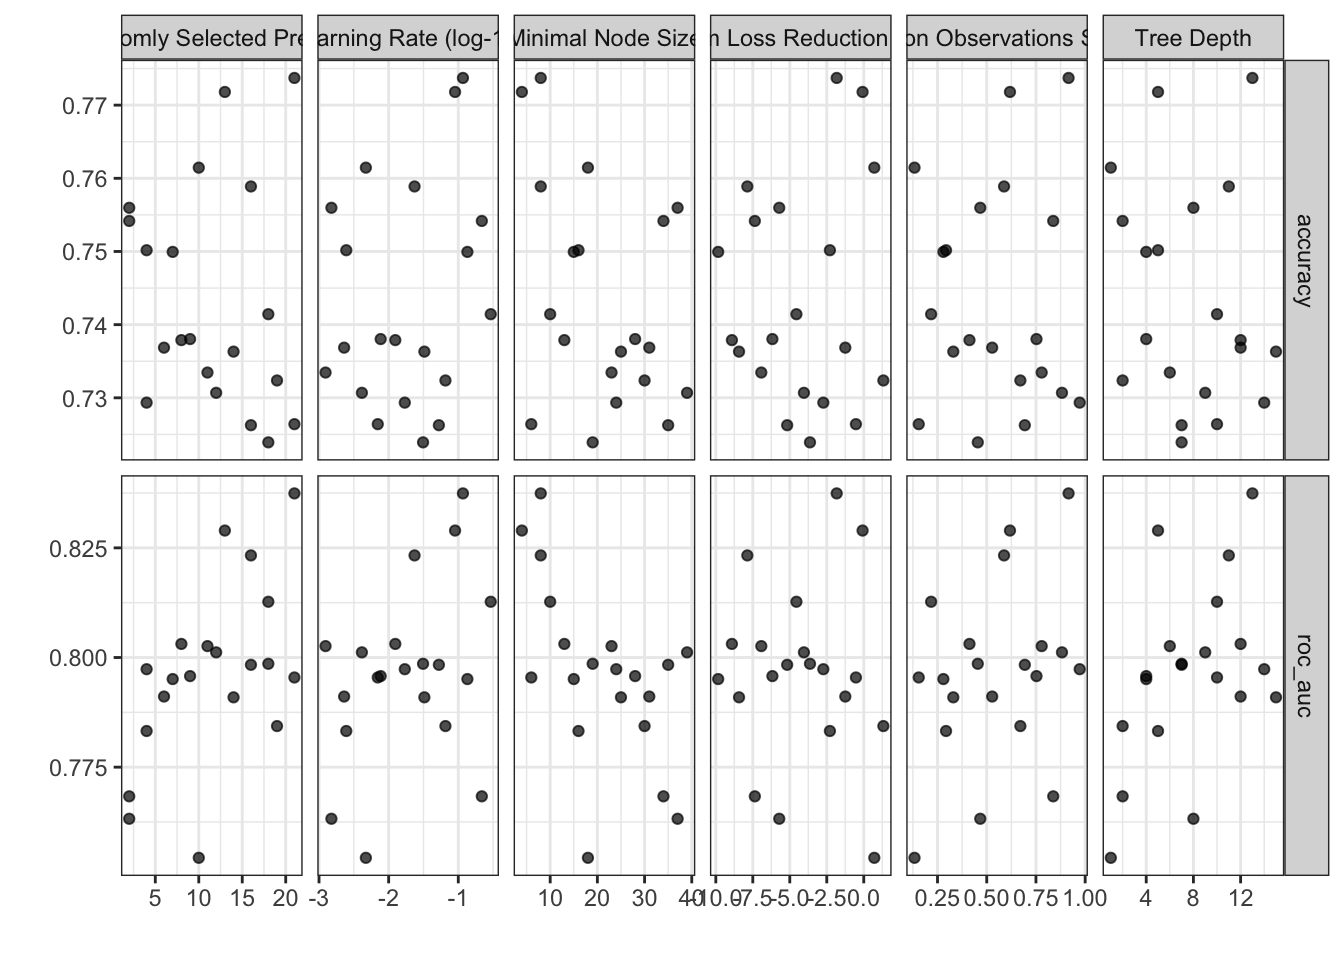 omly Selected Pre arning Rate (log-1 Minimal Node Size n Loss Reduction on Observations S Tree Depth
0.77
0.76
0.75
0.74
0.73
accuracy
0.825
0.800
0.775
roc_auc
5 10 15 20 -3 -2 -1 10 20 30 40 -10.0 -7.5 -5.0 -2.5 0.0 0.25 0.50 0.75 1.00 4 8 12